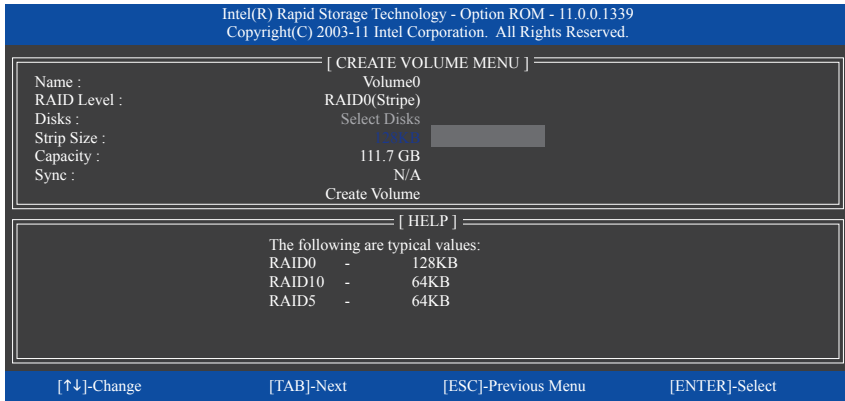 Intel(R) Rapid Storage Technology - Option ROM - 11.0.0.1339
Copyright(C) 2003-11 Intel Corporation. All Rights Reserved.
[ CREATE VOLUME MENU ]
Name : Volume0
RAID Level : RAID0(Stripe)
Disks : Select Disks
Strip Size : 128KB
Capacity : 111.7 GB
Sync : N/A
Create Volume
[ HELP ]
The following are typical values:
RAID0 - 128KB
RAID10 - 64KB
RAID5 - 64KB
[↑↓]-Change [TAB]-Next [ESC]-Previous Menu [ENTER]-Select